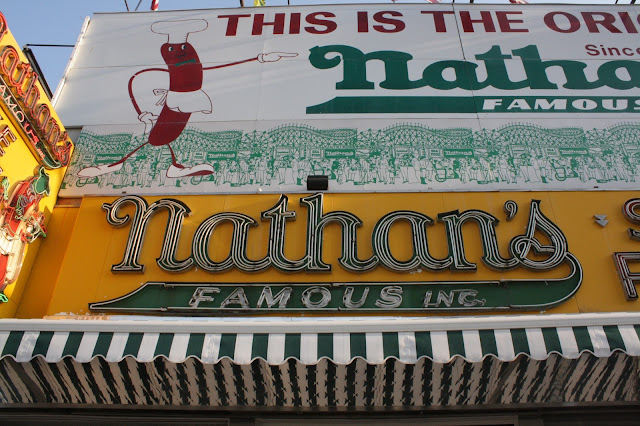 THIS IS THE ORI
Since
Nathan
FAMOUS
Nathan's
FAMOUS INC.
S
F